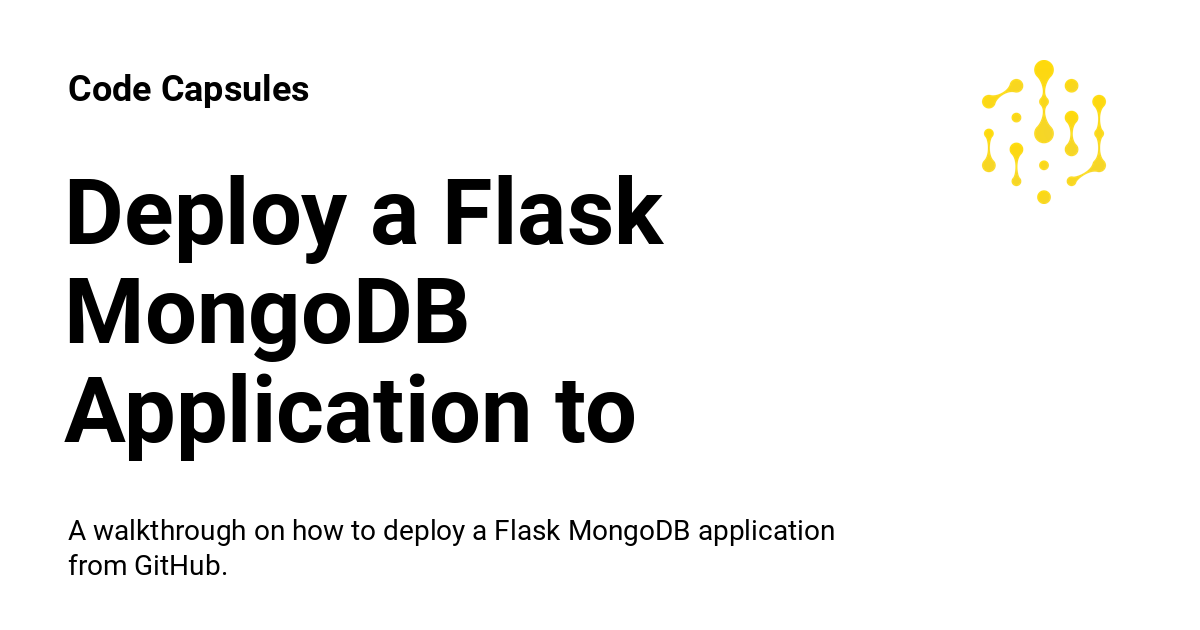 Code Capsules
Deploy a Flask
MongoDB
Application to
A walkthrough on how to deploy a Flask MongoDB application
from GitHub.